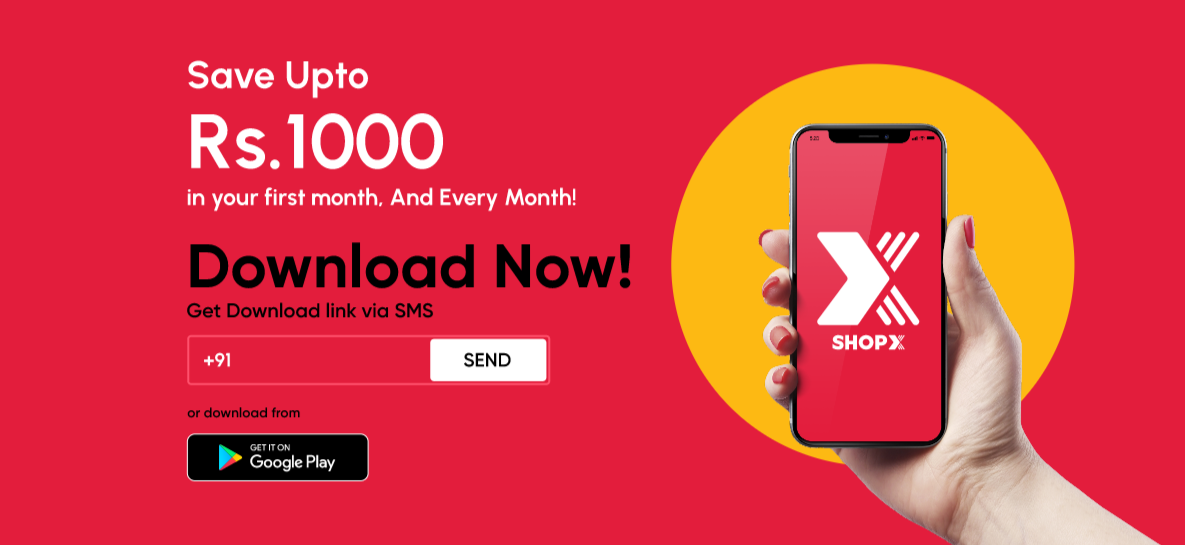 Save Upto
Rs.1000
in your first month, And Every Month!
Download Now!
Get Download link via SMS
+91
SEND
or download from
GET IT ON
Google Play
SHOPX